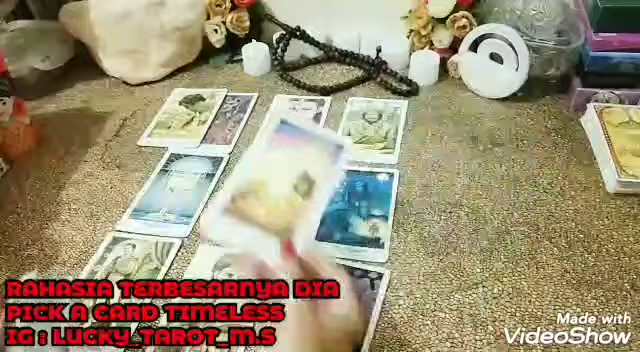 RAHASIA TERBESARNYA DIA
PICK A CARD TIMELESS
IG : LUCKY_TAROT_M.S
Made with
VideoShow